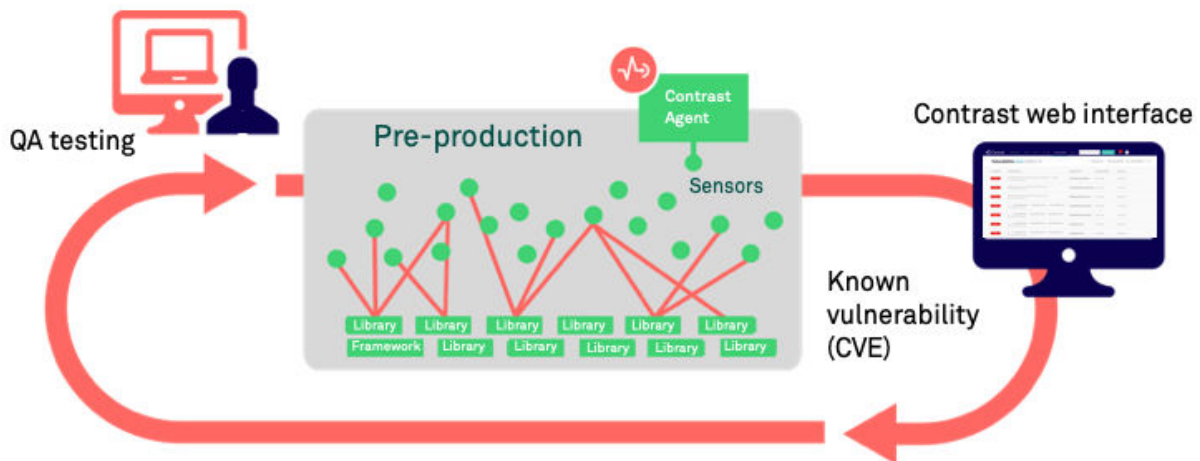 QA testing
Pre-production
Contrast
Agent
Sensors
Contrast web interface
Known
vulnerability
(CVE)
Library Library Library Library Library Library
Framework Library Library Library Library Library